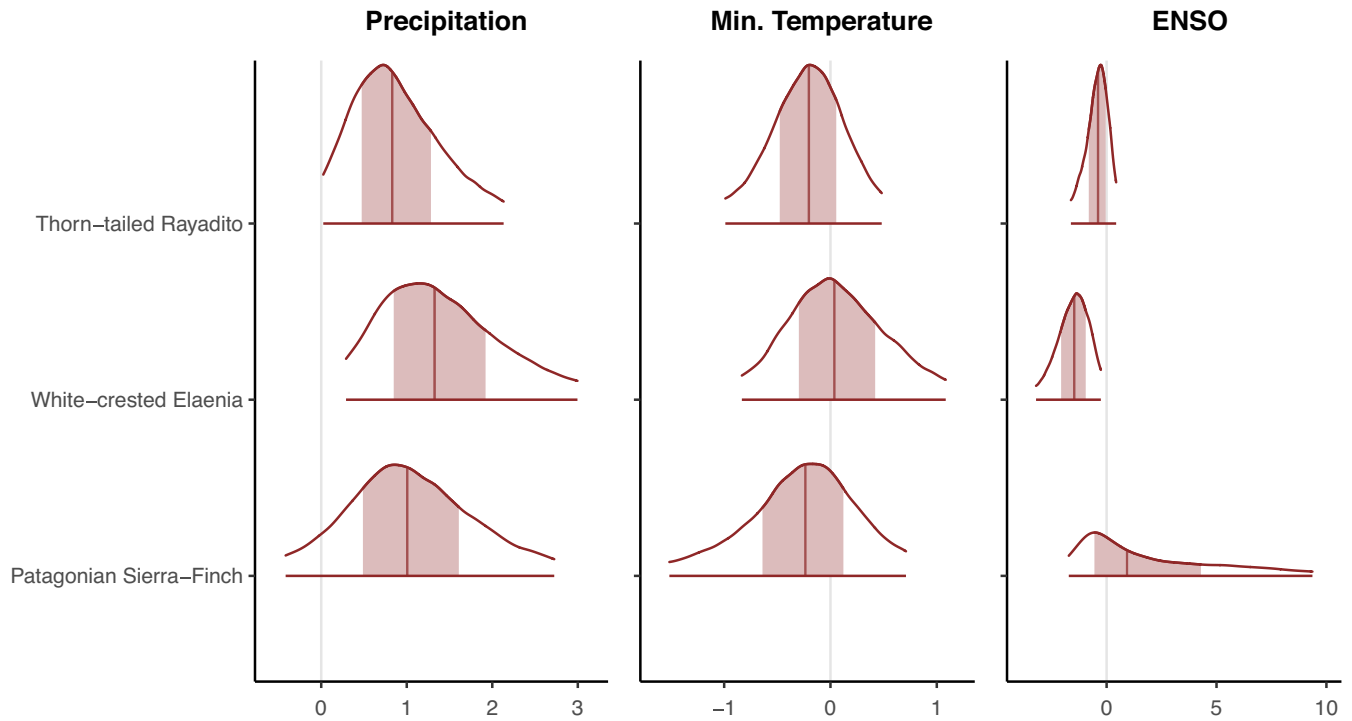 Precipitation Min. Temperature ENSO
Thorn−tailed Rayadito
White−crested Elaenia
Patagonian Sierra−Finch
0 1 2 3 −1 0 1 0 5 10